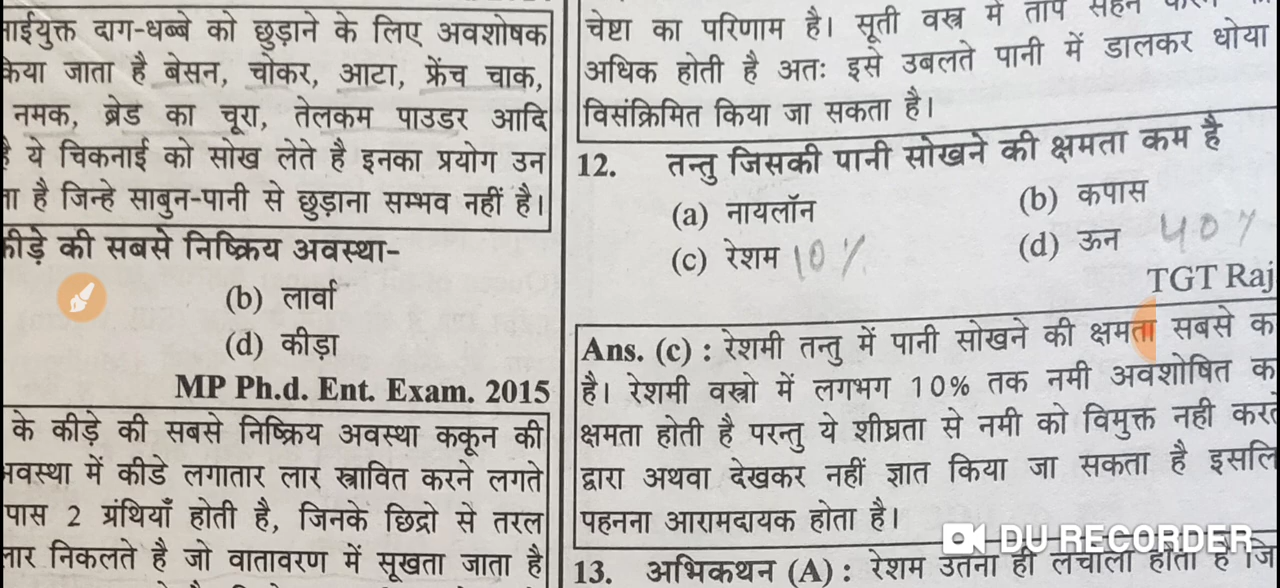 दाग-धब्बे को छुड़ाने के लिए अवशोषक
किया जाता है बेसन, चोकर, आटा, फ्रेंच चाक,
नमक, ब्रेड का चूरा, तेलकम पाउडर आदि
ये चिकनाई को सोख लेते है इनका प्रयोग उन
है जिन्हे साबुन-पानी से छुड़ाना सम्भव नहीं है।
की सबसे निष्क्रिय अवस्था-
(b) लार्वा
(d) कीड़ा
MP Ph.d. Ent. Exam. 2015
के कीड़े की सबसे निष्क्रिय अवस्था ककून की
में कीडे लगातार लार स्त्रावित करने लगते
पास 2 ग्रंथियाँ होती है, जिनके छिद्रो से तरल
लार निकलते है जो वातावरण में सूखता जाता है
चेष्टा का परिणाम है। सूती वस्त्र में ताप सहन
अधिक होती है अतः इसे उबलते पानी में डालकर धोया
विसंक्रिमित किया जा सकता है।
12. तन्तु जिसकी पानी सोखने की क्षमता कम है
(a) नायलॉन (b) कपास
(c) रेशम 10 % (d) ऊन 40 %
TGT Raj
Ans. (c) : रेशमी तन्तु में पानी सोखने की क्षमता सबसे
है। रेशमी वस्त्रो में लगभग 10% तक नमी अवशोषित
क्षमता होती है परन्तु ये शीघ्रता से नमी को विमुक्त नही
द्वारा अथवा देखकर नहीं ज्ञात किया जा सकता है
पहनना आरामदायक होता है।
DU RECORDER
13. अभिकथन (A) : रेशम उतना ही लचीला होता है